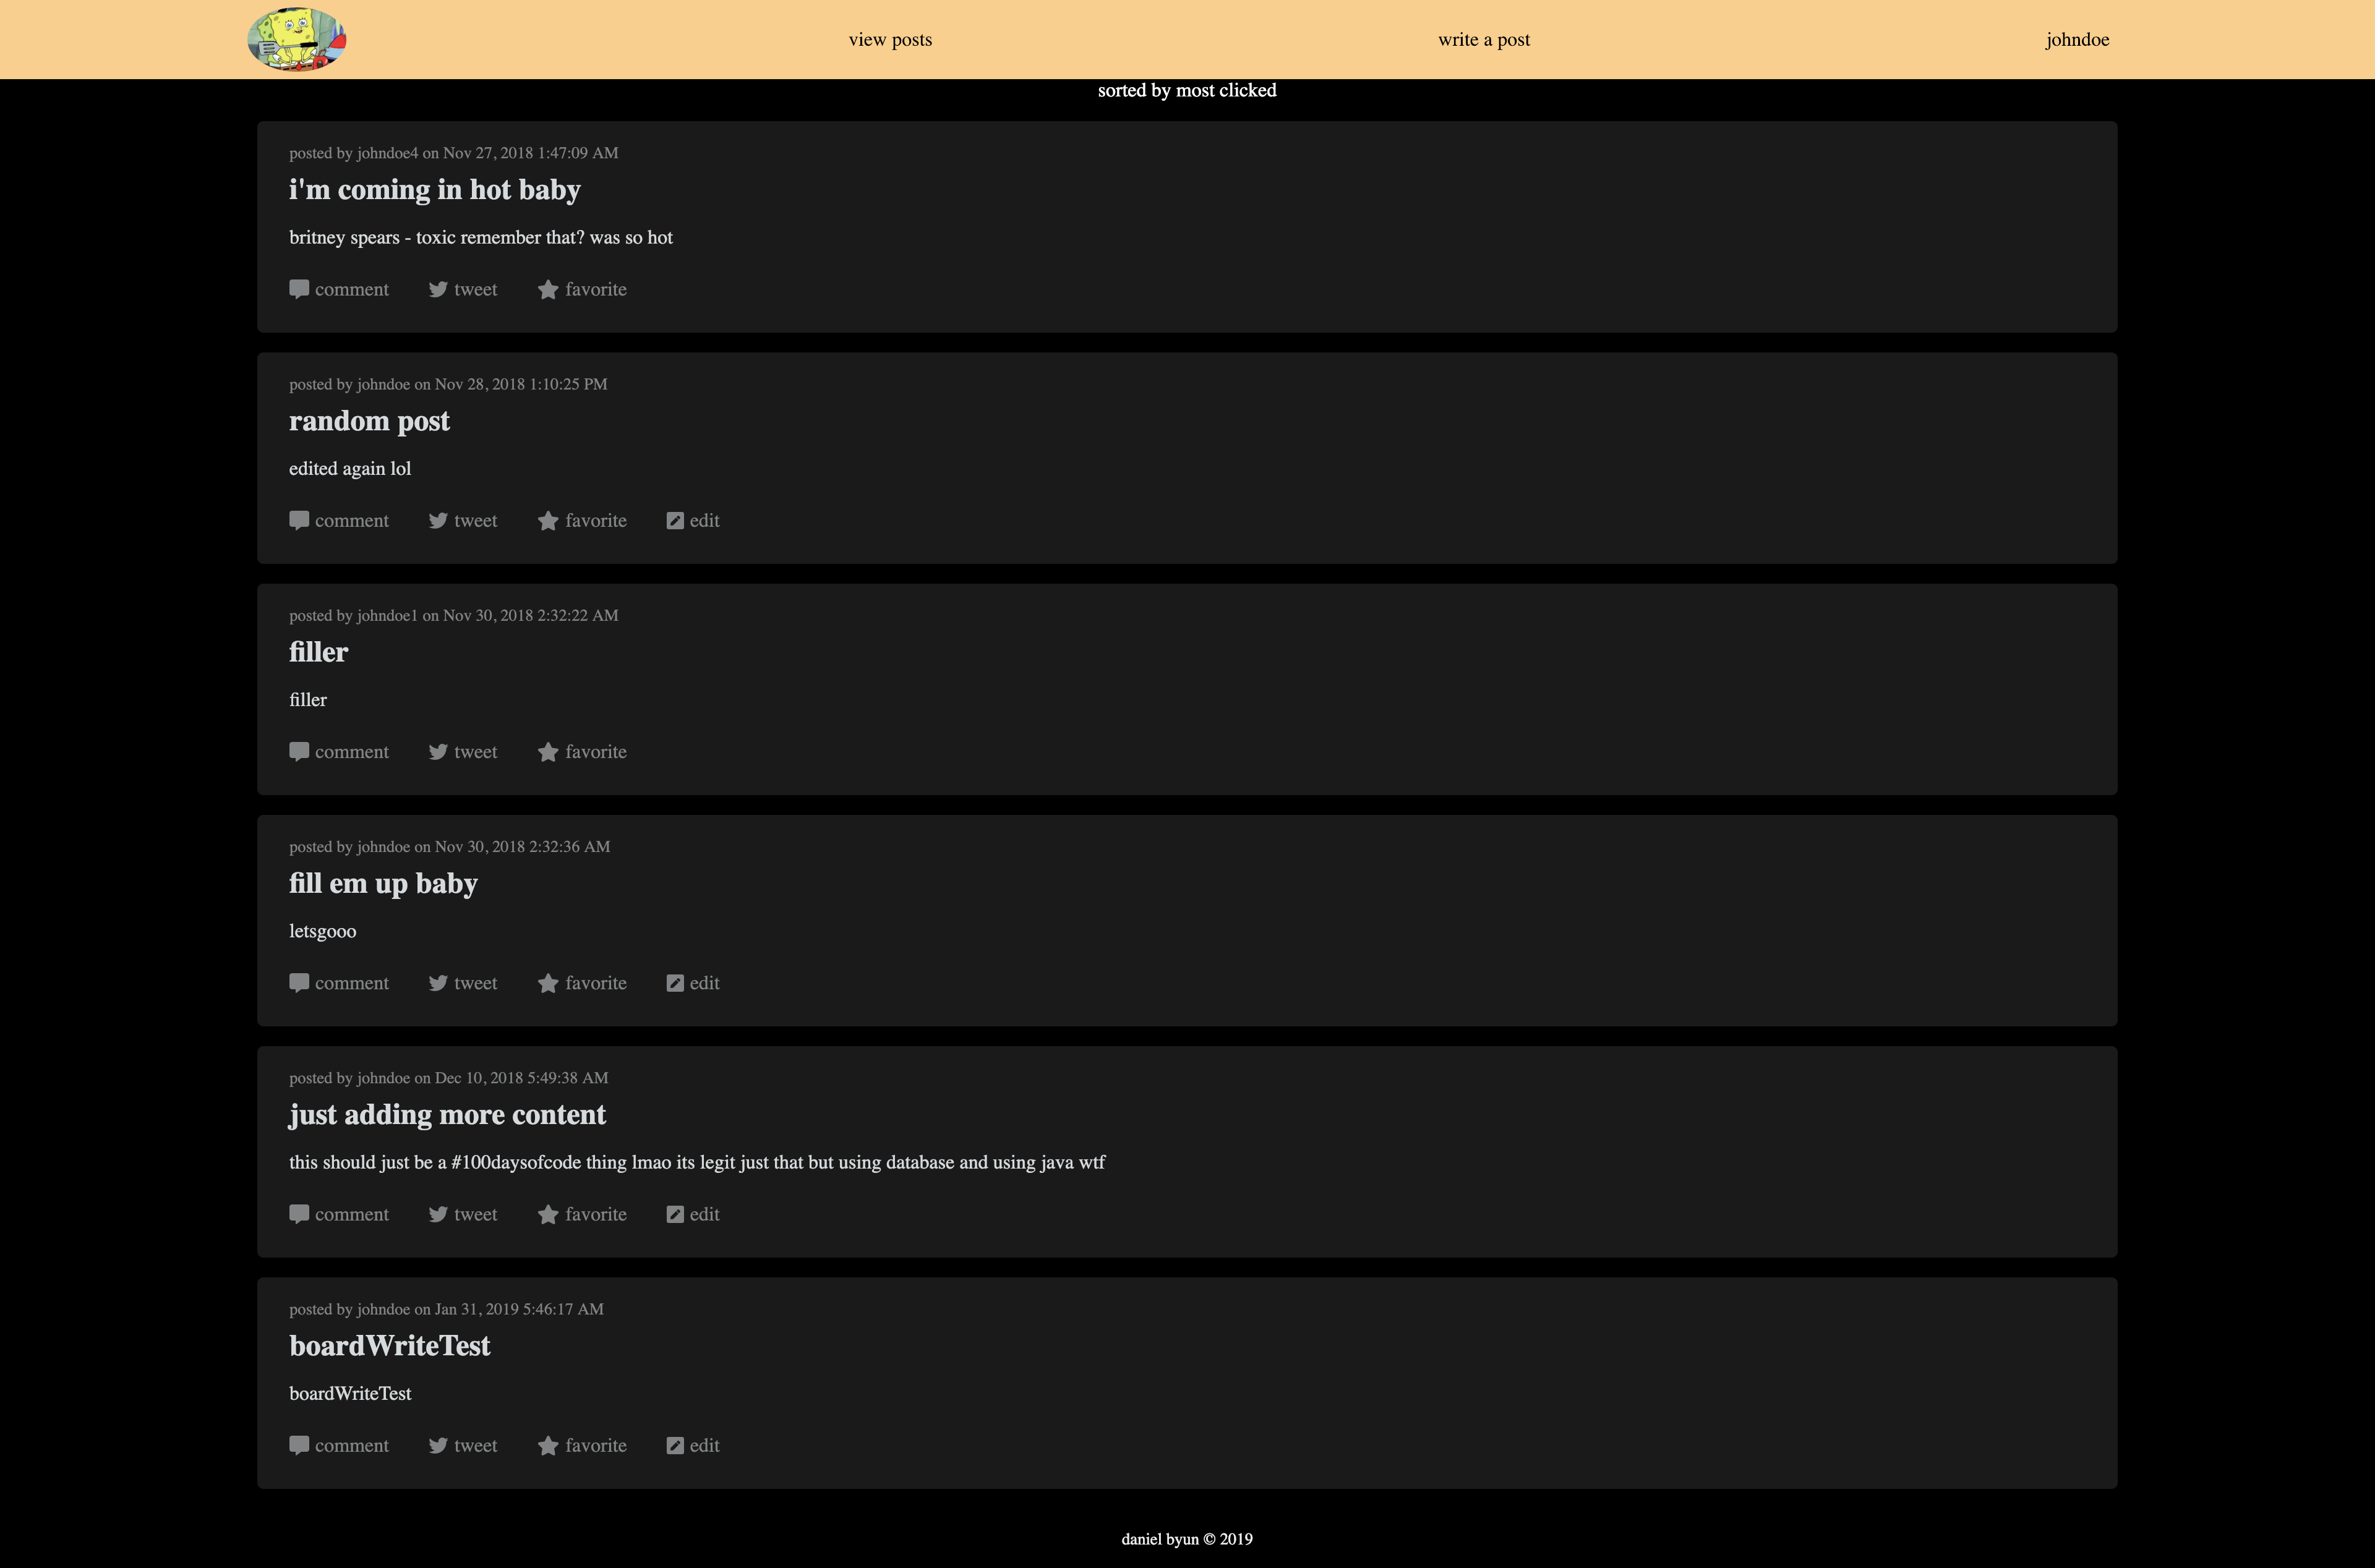 view posts write a post johndoe
sorted by most clicked
posted by johndoe4 on Nov 27, 2018 1:47:09 AM
i'm coming in hot baby
britney spears - toxic remember that? was so hot
comment tweet favorite
posted by johndoe on Nov 28, 2018 1:10:25 PM
random post
edited again lol
comment tweet favorite edit
posted by johndoe1 on Nov 30, 2018 2:32:22 AM
filler
filler
comment tweet favorite
posted by johndoe on Nov 30, 2018 2:32:36 AM
fill em up baby
letsgooo
comment tweet favorite edit
posted by johndoe on Dec 10, 2018 5:49:38 AM
just adding more content
this should just be a #100daysofcode thing lmao its legit just that but using database and using java wtf
comment tweet favorite edit
posted by johndoe on Jan 31, 2019 5:46:17 AM
boardWriteTest
boardWriteTest
comment tweet favorite edit
daniel byun © 2019